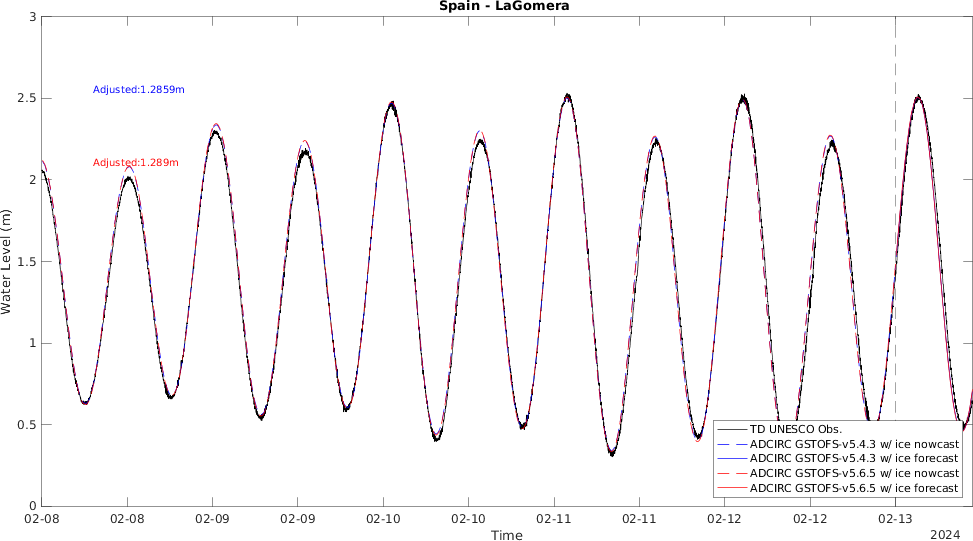 Spain - LaGomera
3
2.5
2
1.5
1
0.5
0
Water Level (m)
Adjusted:1.2859m
Adjusted:1.289m
TD UNESCO Obs.
ADCIRC GSTOFS-v5.4.3 w/ ice nowcast
ADCIRC GSTOFS-v5.4.3 w/ ice forecast
ADCIRC GSTOFS-v5.6.5 w/ ice nowcast
ADCIRC GSTOFS-v5.6.5 w/ ice forecast
02-08 02-08 02-09 02-09 02-10 02-10 02-11 02-11 02-12 02-12 02-13
Time
2024